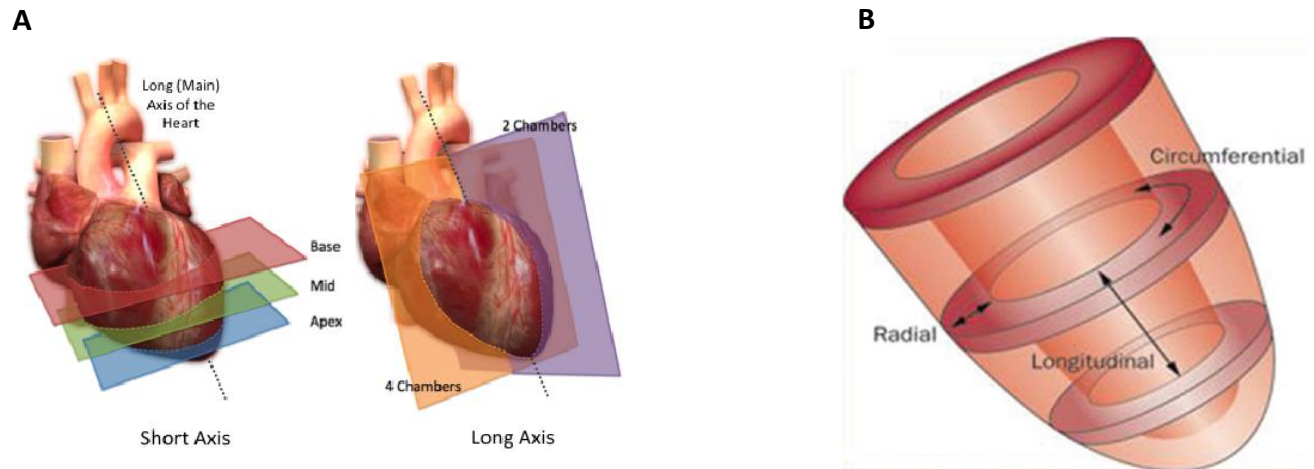 A
Long (Main)
Axis of the
Heart
Base
Mid
Apex
Short Axis
2 Chambers
4 Chambers
Long Axis
B
Circumferential
Radial
Longitudinal